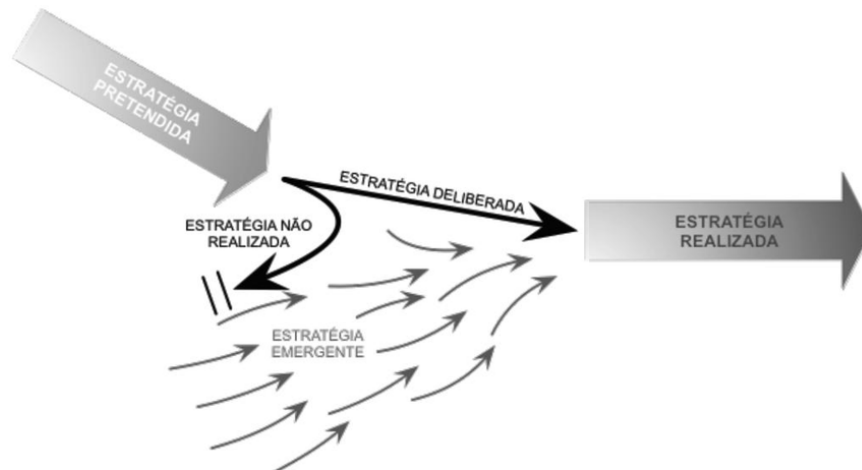 ESTRATÉGIA
PRETENDIDA
ESTRATÉGIA DELIBERADA
ESTRATÉGIA NÃO
REALIZADA
ESTRATÉGIA
REALIZADA
ESTRATÉGIA
EMERGENTE